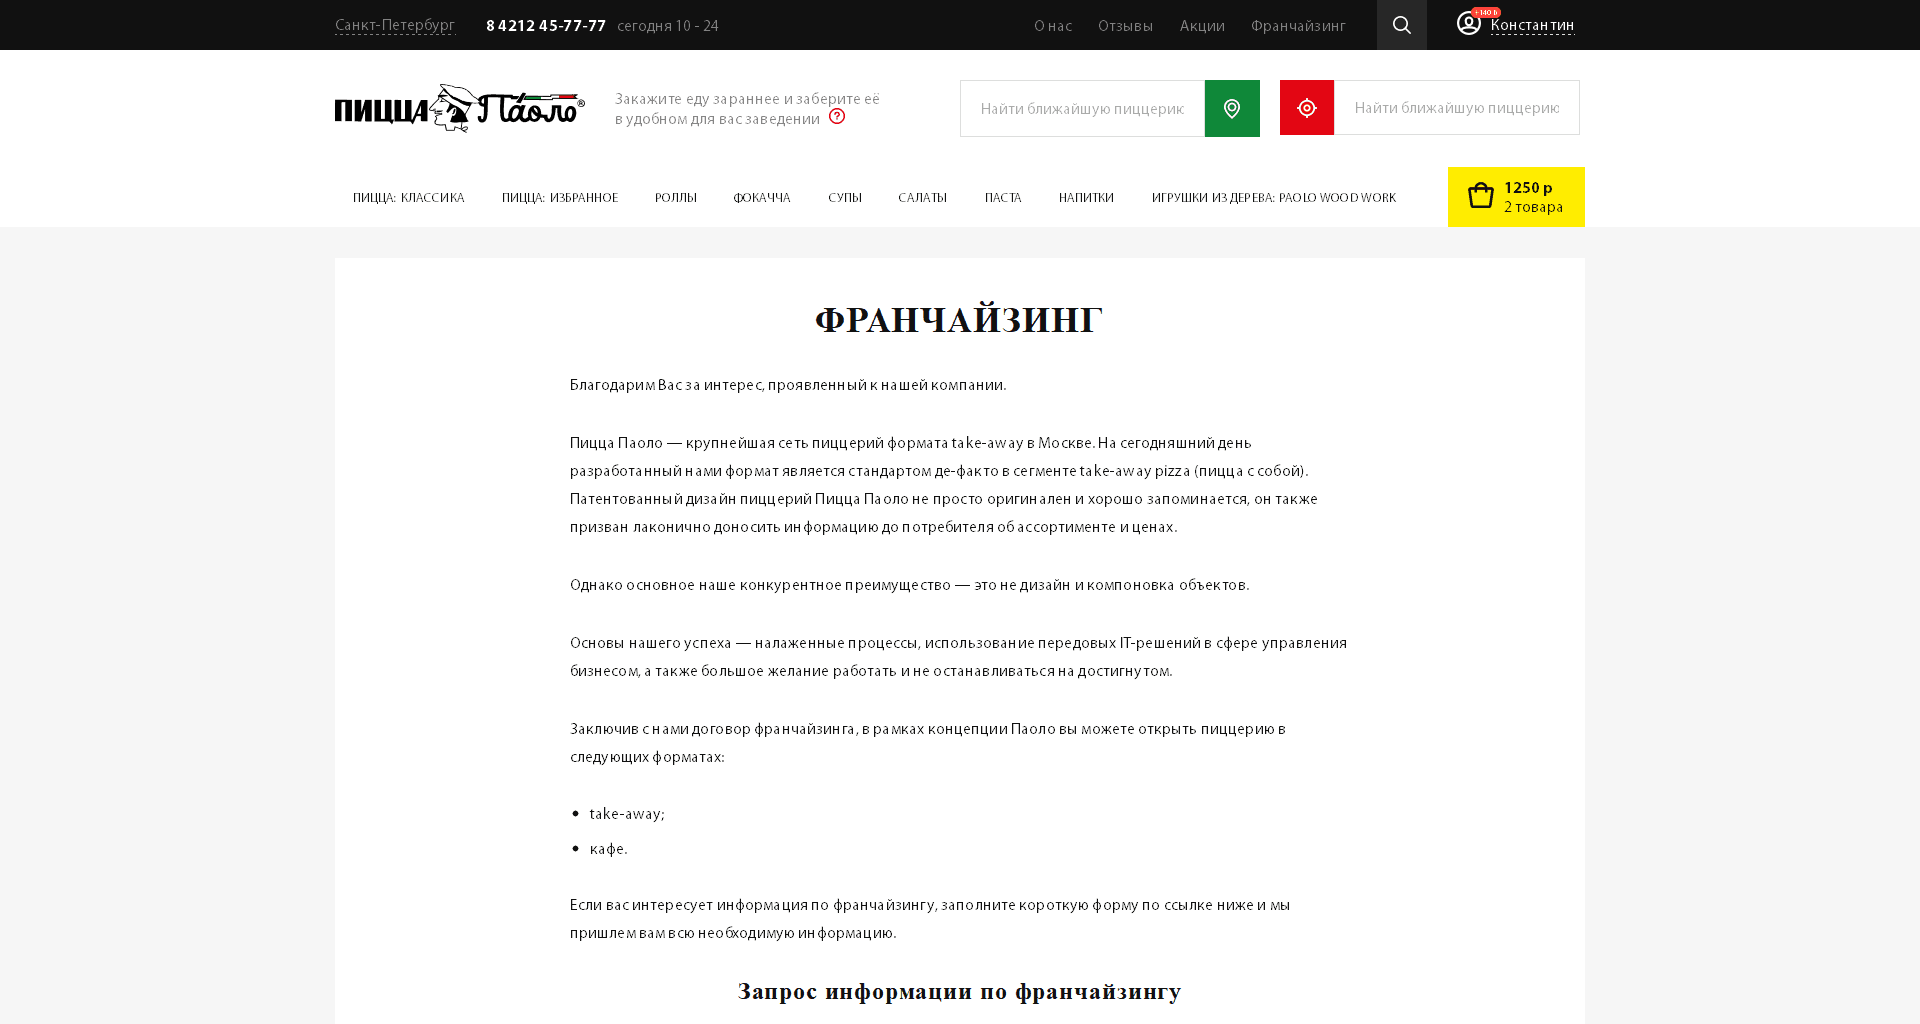 Санкт-Петербург 8 4212 45-77-77 сегодня 10 - 24 О нас Отзывы Акции Франчайзинг +140 Константин
ПИЦЦА Паоло®
Закажите еду зараннее и заберите её
в удобном для вас заведении ?
Найти ближайшую пиццерию
Найти ближайшую пиццерию
ПИЦЦА: КЛАССИКА ПИЦЦА: ИЗБРАННОЕ РОЛЛЫ ФОКАЧЧА СУПЫ САЛАТЫ ПАСТА НАПИТКИ ИГРУШКИ ИЗ ДЕРЕВА: PAOLO WOOD WORK
1250 р
2 товара
ФРАНЧАЙЗИНГ
Благодарим Вас за интерес, проявленный к нашей компании.
Пицца Паоло — крупнейшая сеть пиццерий формата take-away в Москве. На сегодняшний день
разработанный нами формат является стандартом де-факто в сегменте take-away pizza (пицца с собой).
Патентованный дизайн пиццерий Пицца Паоло не просто оригинален и хорошо запоминается, он также
призван лаконично доносить информацию до потребителя об ассортименте и ценах.
Однако основное наше конкурентное преимущество — это не дизайн и компоновка объектов.
Основы нашего успеха — налаженные процессы, использование передовых IT-решений в сфере управления
бизнесом, а также большое желание работать и не останавливаться на достигнутом.
Заключив с нами договор франчайзинга, в рамках концепции Паоло вы можете открыть пиццерию в
следующих форматах:
• take-away;
• кафе.
Если вас интересует информация по франчайзингу, заполните короткую форму по ссылке ниже и мы
пришлем вам всю необходимую информацию.
Запрос информации по франчайзингу